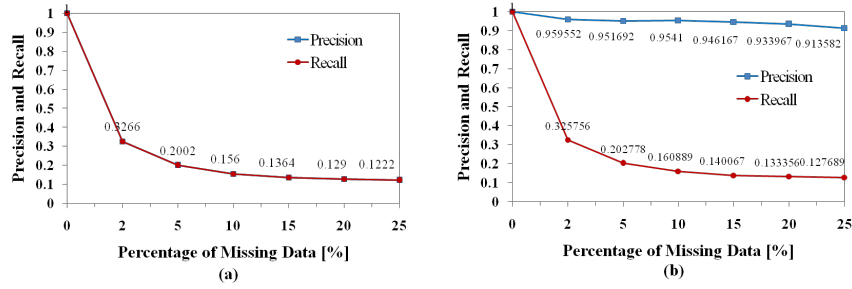 1
0.9
0.8
0.7
0.6
0.5
0.4
0.3
0.2
0.1
0
Precision and Recall
Precision
Recall
0.3266
0.2002
0.156
0.1364
0.129
0.1222
0 2 5 10 15 20 25
Percentage of Missing Data [%]
(a)
1
0.9
0.8
0.7
0.6
0.5
0.4
0.3
0.2
0.1
0
Precision and Recall
0.959552 0.951692 0.9541 0.946167 0.933967 0.913582
Precision
Recall
0.325756
0.202778
0.160889
0.140067
0.133356
0.127689
0 2 5 10 15 20 25
Percentage of Missing Data [%]
(b)